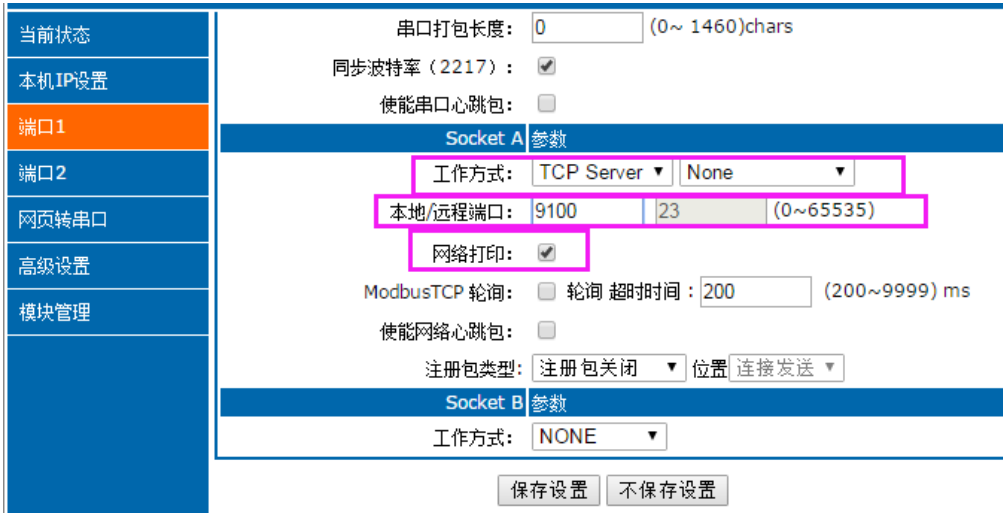 当前状态
本机IP设置
端口1
端口2
网页转串口
高级设置
模块管理
串口打包长度： 0 (0~ 1460)chars
同步波特率（2217）：
使能串口心跳包：
Socket A 参数
工作方式： TCP Server None
本地/远程端口： 9100 23 (0~65535)
网络打印：
ModbusTCP 轮询： 轮询 超时时间：200 (200~9999) ms
使能网络心跳包：
注册包类型: 注册包关闭 位置 连接发送
Socket B 参数
工作方式： NONE
保存设置 不保存设置